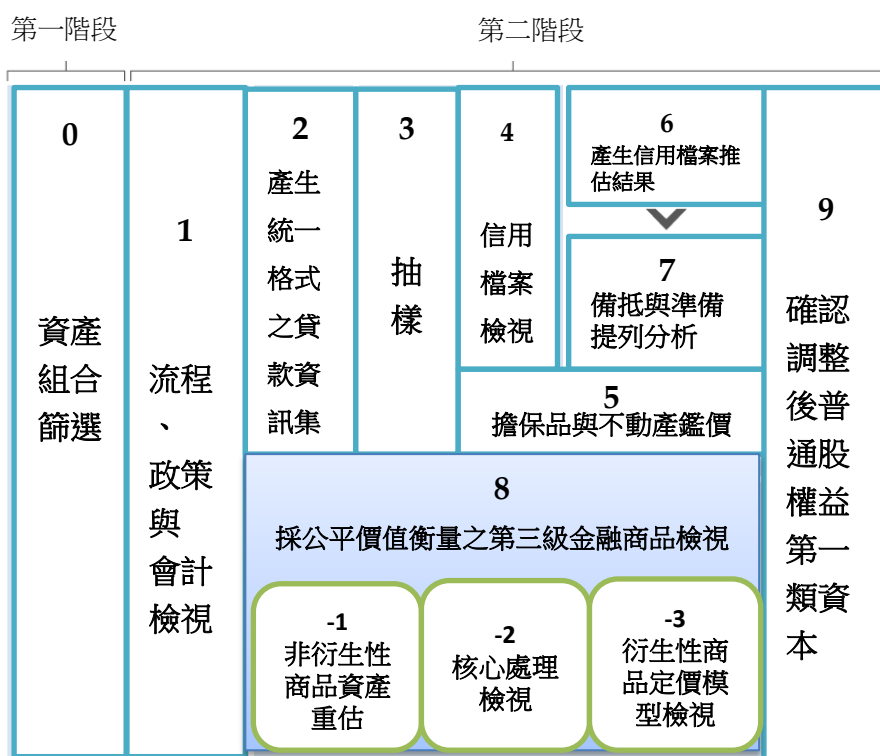 第一階段
第二階段
0
資產
組合
篩選
1
流程
、
政策
與
會計
檢視
2
產生
統一
格式
之貸
款資
訊集
3
抽
樣
4
信用
檔案
檢視
6
產生信用檔案推
估結果
7
備抵與準備
提列分析
5
擔保品與不動產鑑價
8
採公平價值衡量之第三級金融商品檢視
-1
非衍生性
商品資產
重估
-2
核心處理
檢視
-3
衍生性商
品定價模
型檢視
9
確認
調整
後普
通股
權益
第一
類資
本